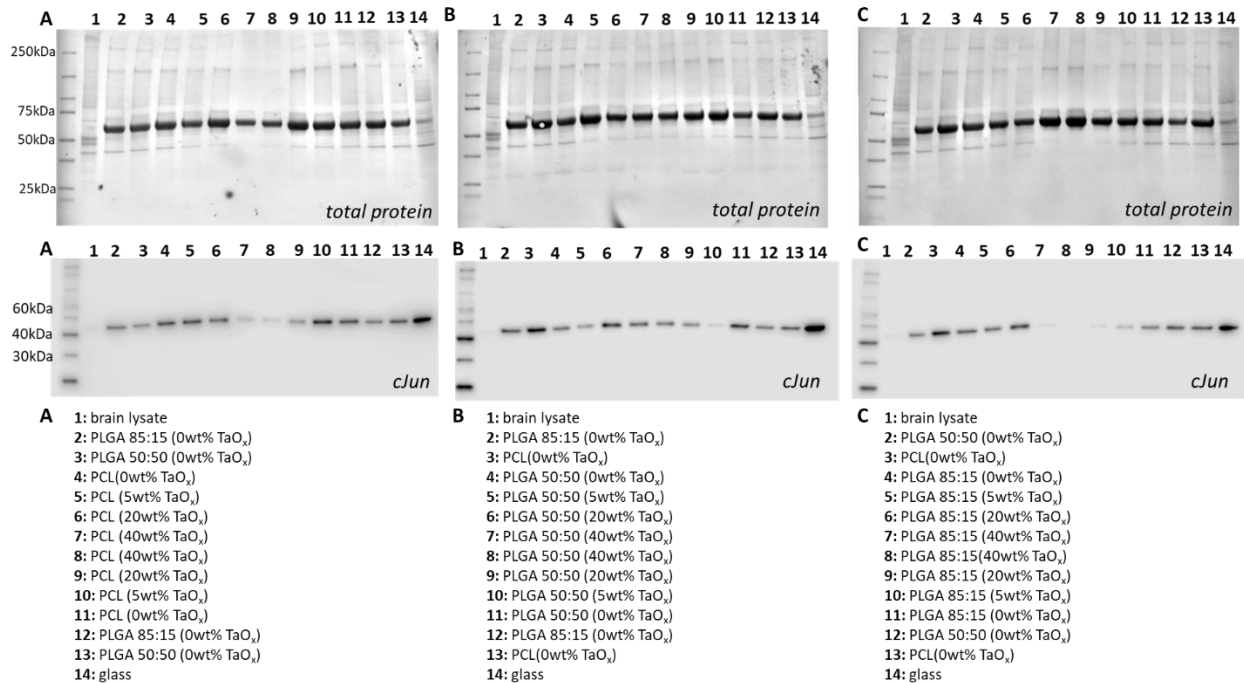 A 1 2 3 4 5 6 7 8 9 10 11 12 13 14
250kDa
75kDa
50kDa
25kDa
total protein
B 1 2 3 4 5 6 7 8 9 10 11 12 13 14
total protein
C 1 2 3 4 5 6 7 8 9 10 11 12 13 14
total protein
A 1 2 3 4 5 6 7 8 9 10 11 12 13 14
60kDa
40kDa
30kDa
cJun
B 1 2 3 4 5 6 7 8 9 10 11 12 13 14
cJun
C 1 2 3 4 5 6 7 8 9 10 11 12 13 14
cJun
A 1: brain lysate
2: PLGA 85:15 (0wt% TaOx)
3: PLGA 50:50 (0wt% TaOx)
4: PCL(0wt% TaOx)
5: PCL (5wt% TaOx)
6: PCL (20wt% TaOx)
7: PCL (40wt% TaOx)
8: PCL (40wt% TaOx)
9: PCL (20wt% TaOx)
10: PCL (5wt% TaOx)
11: PCL (0wt% TaOx)
12: PLGA 85:15 (0wt% TaOx)
13: PLGA 50:50 (0wt% TaOx)
14: glass
B 1: brain lysate
2: PLGA 85:15 (0wt% TaOx)
3: PCL(0wt% TaOx)
4: PLGA 50:50 (0wt% TaOx)
5: PLGA 50:50 (5wt% TaOx)
6: PLGA 50:50 (20wt% TaOx)
7: PLGA 50:50 (40wt% TaOx)
8: PLGA 50:50 (40wt% TaOx)
9: PLGA 50:50 (20wt% TaOx)
10: PLGA 50:50 (5wt% TaOx)
11: PLGA 50:50 (0wt% TaOx)
12: PLGA 85:15 (0wt% TaOx)
13: PCL(0wt% TaOx)
14: glass
C 1: brain lysate
2: PLGA 50:50 (0wt% TaOx)
3: PCL(0wt% TaOx)
4: PLGA 85:15 (0wt% TaOx)
5: PLGA 85:15 (5wt% TaOx)
6: PLGA 85:15 (20wt% TaOx)
7: PLGA 85:15 (40wt% TaOx)
8: PLGA 85:15(40wt% TaOx)
9: PLGA 85:15 (20wt% TaOx)
10: PLGA 85:15 (5wt% TaOx)
11: PLGA 85:15 (0wt% TaOx)
12: PLGA 50:50 (0wt% TaOx)
13: PCL(0wt% TaOx)
14: glass